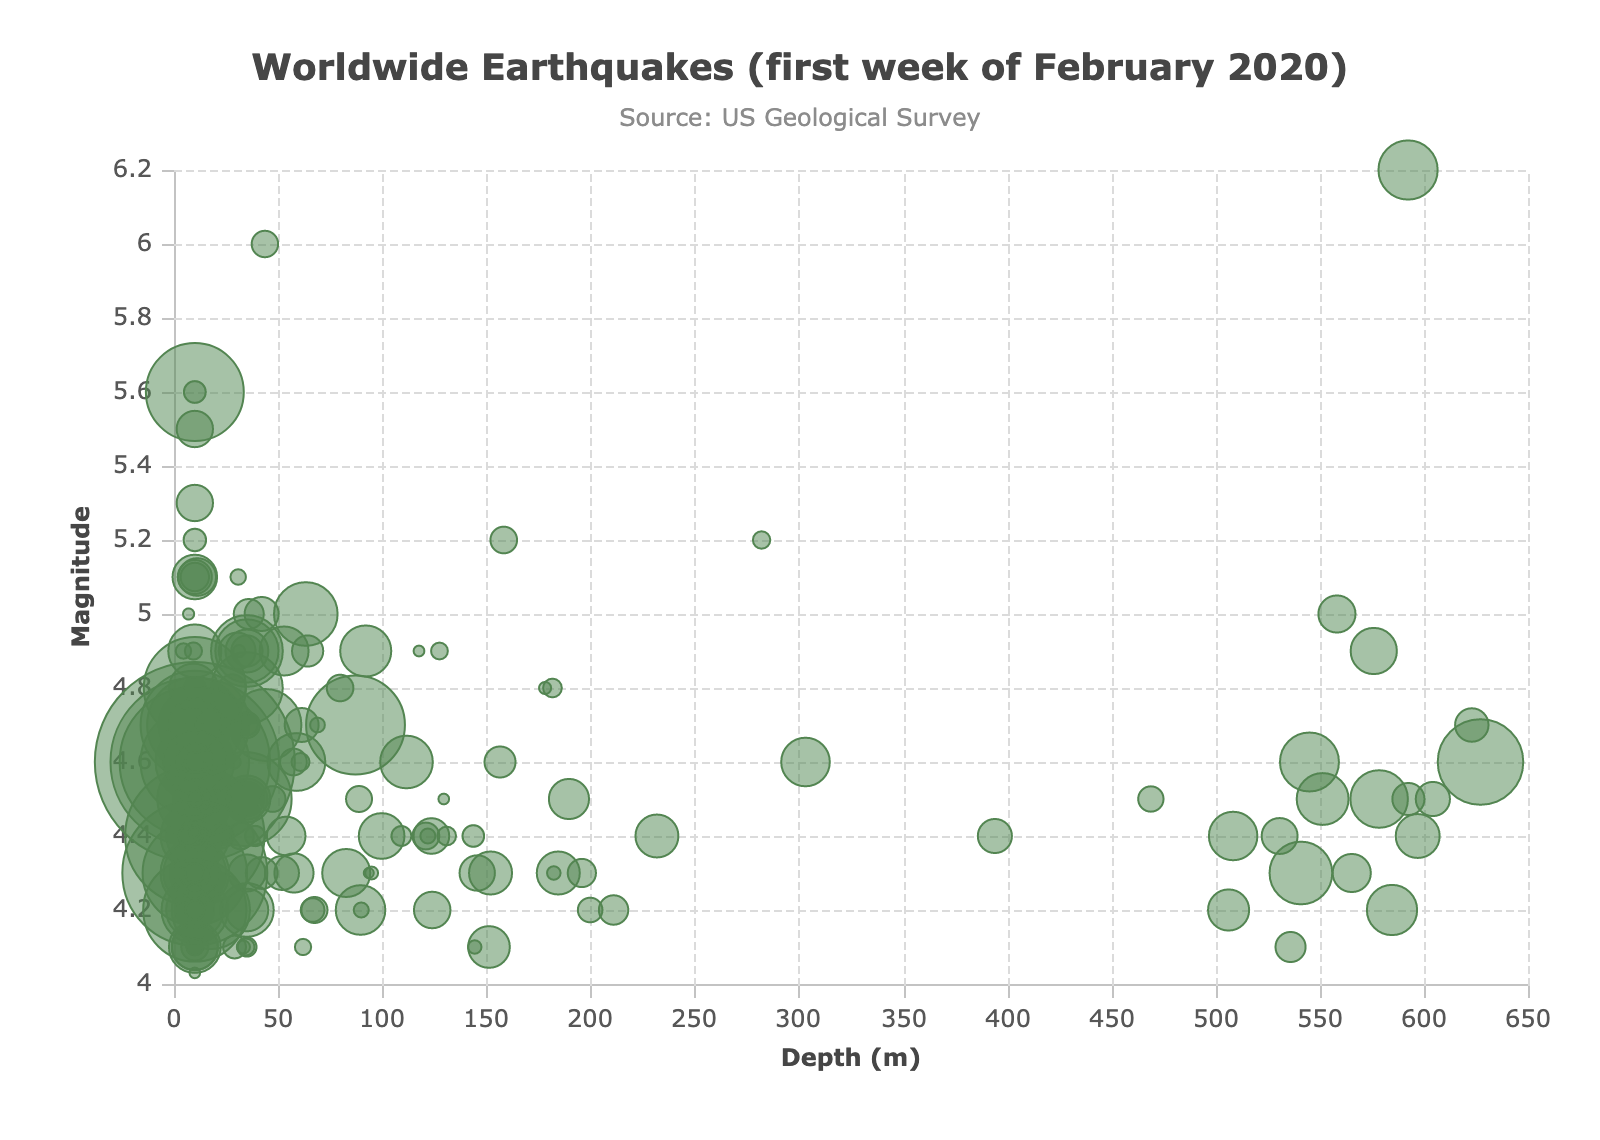 Worldwide Earthquakes (first week of February 2020)
Source: US Geological Survey
6.2
6
5.8
5.6
5.4
5.2
5
4.8
4.6
4.4
4.2
4
Magnitude
0 50 100 150 200 250 300 350 400 450 500 550 600 650
Depth (m)